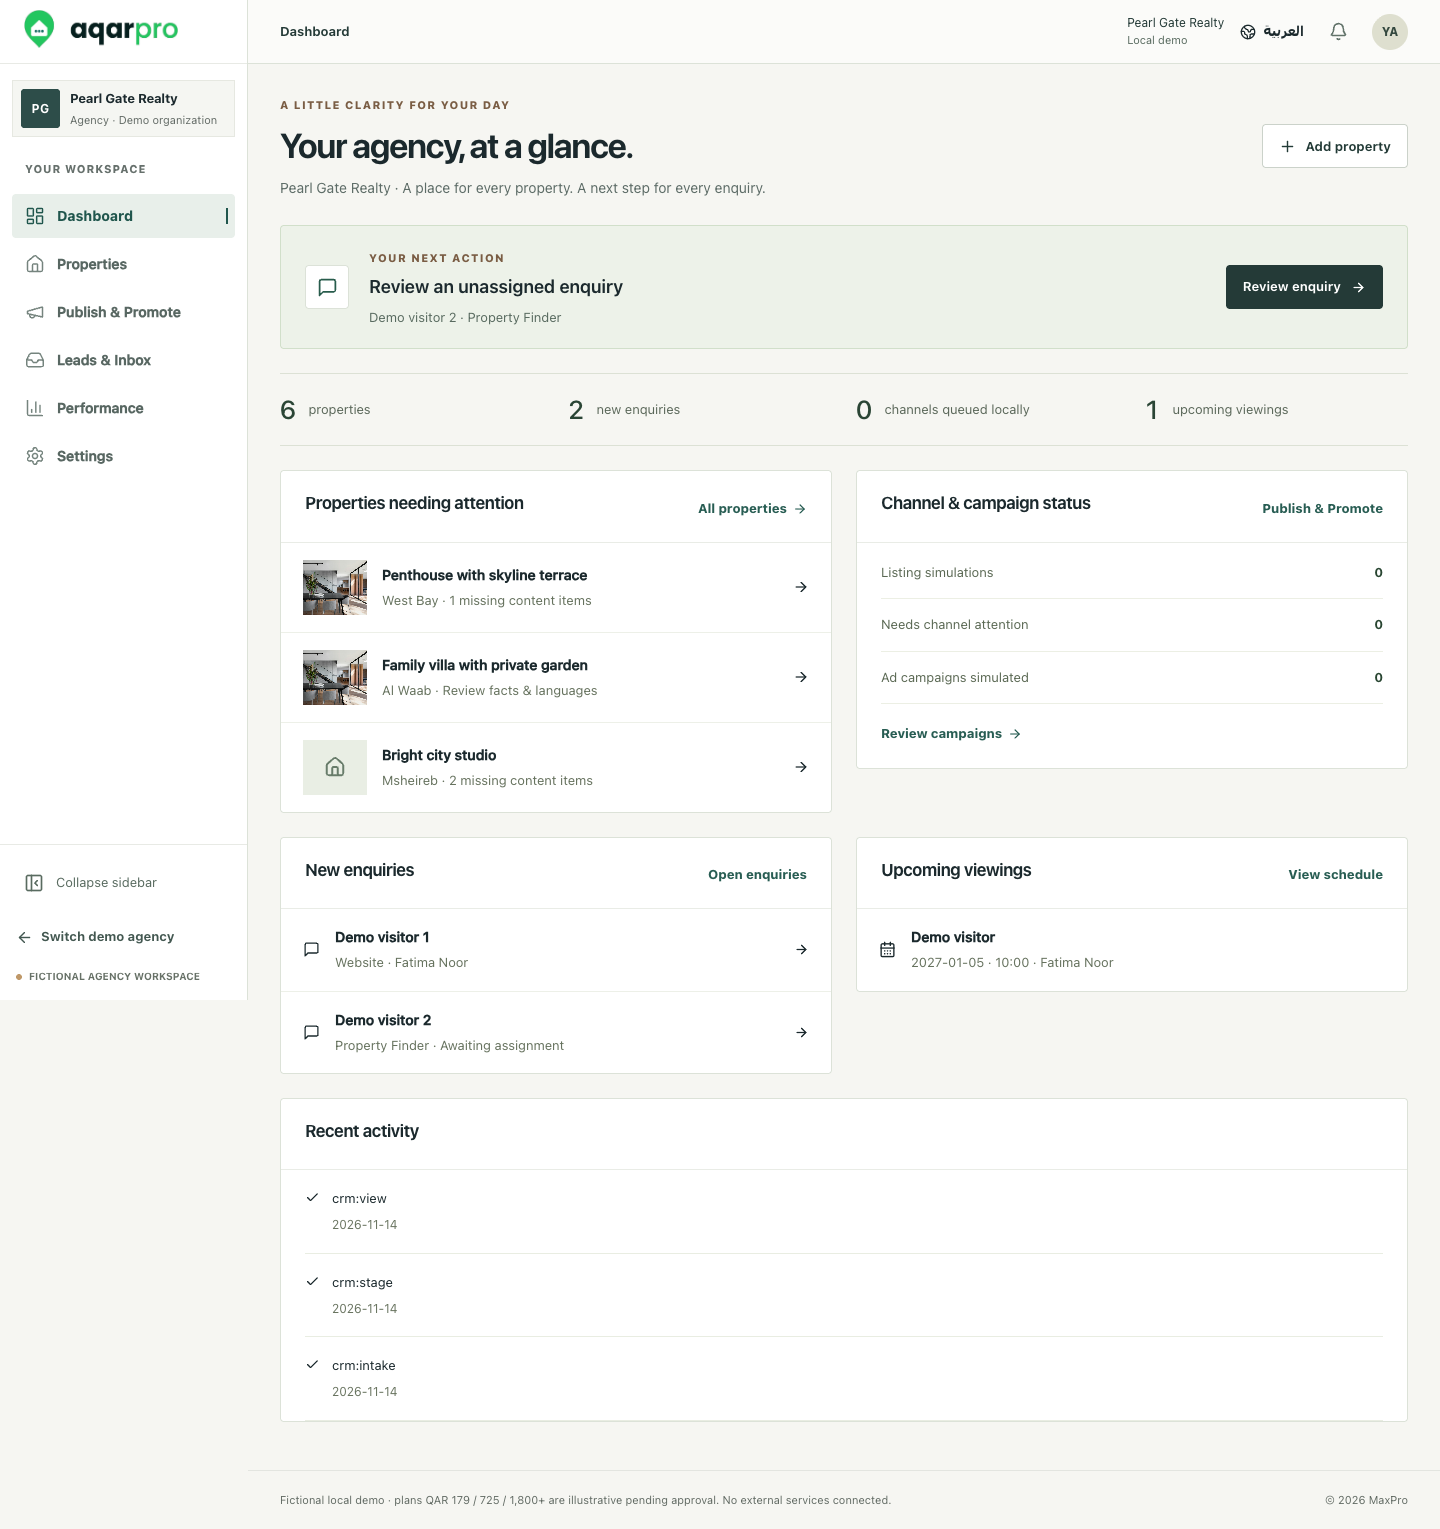 aqarpro
Dashboard
Pearl Gate Realty
Local demo
العربية
YA
PG
Pearl Gate Realty
Agency · Demo organization
YOUR WORKSPACE
Dashboard
Properties
Publish & Promote
Leads & Inbox
Performance
Settings
Collapse sidebar
Switch demo agency
FICTIONAL AGENCY WORKSPACE
A LITTLE CLARITY FOR YOUR DAY
Your agency, at a glance.
Pearl Gate Realty · A place for every property. A next step for every enquiry.
Add property
YOUR NEXT ACTION
Review an unassigned enquiry
Demo visitor 2 · Property Finder
Review enquiry
6 properties
2 new enquiries
0 channels queued locally
1 upcoming viewings
Properties needing attention
All properties
Penthouse with skyline terrace
West Bay · 1 missing content items
Family villa with private garden
Al Waab · Review facts & languages
Bright city studio
Msheireb · 2 missing content items
Channel & campaign status
Publish & Promote
Listing simulations 0
Needs channel attention 0
Ad campaigns simulated 0
Review campaigns
New enquiries
Open enquiries
Demo visitor 1
Website · Fatima Noor
Demo visitor 2
Property Finder · Awaiting assignment
Upcoming viewings
View schedule
Demo visitor
2027-01-05 · 10:00 · Fatima Noor
Recent activity
crm:view
2026-11-14
crm:stage
2026-11-14
crm:intake
2026-11-14
Fictional local demo · plans QAR 179 / 725 / 1,800+ are illustrative pending approval. No external services connected.
© 2026 MaxPro